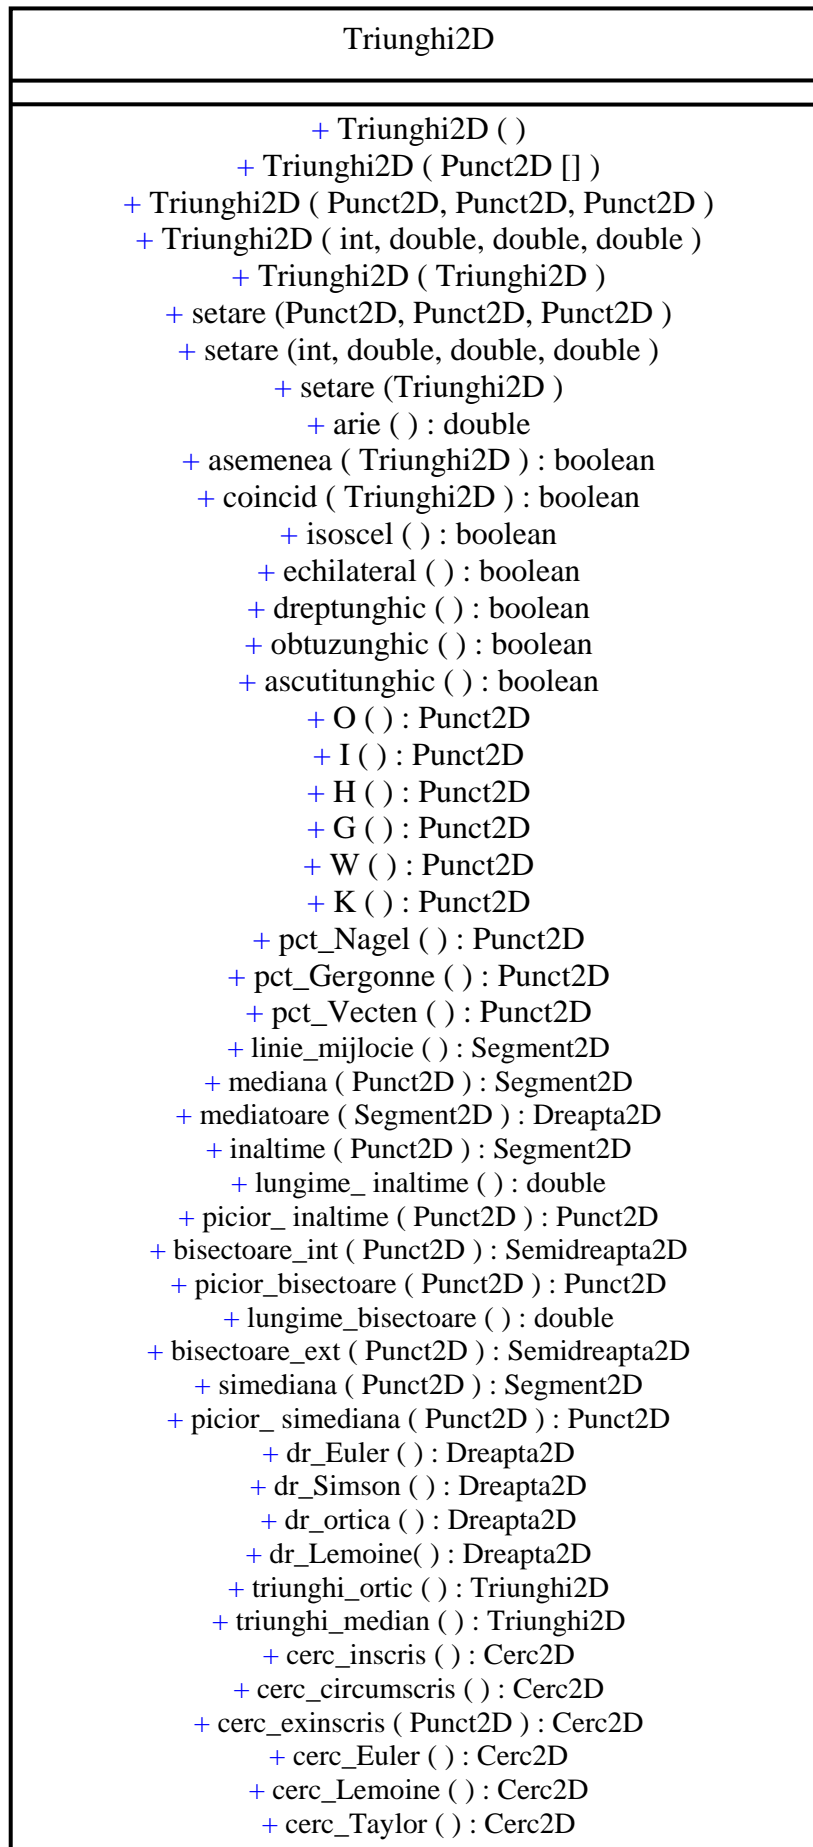 Triunghi2D
+ Triunghi2D ( )
+ Triunghi2D ( Punct2D [] )
+ Triunghi2D ( Punct2D, Punct2D, Punct2D )
+ Triunghi2D ( int, double, double, double )
+ Triunghi2D ( Triunghi2D )
+ setare (Punct2D, Punct2D, Punct2D )
+ setare (int, double, double, double )
+ setare (Triunghi2D )
+ arie ( ) : double
+ asemenea ( Triunghi2D ) : boolean
+ coincid ( Triunghi2D ) : boolean
+ isoscel ( ) : boolean
+ echilateral ( ) : boolean
+ dreptunghic ( ) : boolean
+ obtuzunghic ( ) : boolean
+ ascutitunghic ( ) : boolean
+ O ( ) : Punct2D
+ I ( ) : Punct2D
+ H ( ) : Punct2D
+ G ( ) : Punct2D
+ W ( ) : Punct2D
+ K ( ) : Punct2D
+ pct_Nagel ( ) : Punct2D
+ pct_Gergonne ( ) : Punct2D
+ pct_Vecten ( ) : Punct2D
+ linie_mijlocie ( ) : Segment2D
+ mediana ( Punct2D ) : Segment2D
+ mediatoare ( Segment2D ) : Dreapta2D
+ inaltime ( Punct2D ) : Segment2D
+ lungime_ inaltime ( ) : double
+ picior_ inaltime ( Punct2D ) : Punct2D
+ bisectoare_int ( Punct2D ) : Semidreapta2D
+ picior_bisectoare ( Punct2D ) : Punct2D
+ lungime_bisectoare ( ) : double
+ bisectoare_ext ( Punct2D ) : Semidreapta2D
+ simediana ( Punct2D ) : Segment2D
+ picior_ simediana ( Punct2D ) : Punct2D
+ dr_Euler ( ) : Dreapta2D
+ dr_Simson ( ) : Dreapta2D
+ dr_ortica ( ) : Dreapta2D
+ dr_Lemoine( ) : Dreapta2D
+ triunghi_ortic ( ) : Triunghi2D
+ triunghi_median ( ) : Triunghi2D
+ cerc_inscris ( ) : Cerc2D
+ cerc_circumscris ( ) : Cerc2D
+ cerc_exinscris ( Punct2D ) : Cerc2D
+ cerc_Euler ( ) : Cerc2D
+ cerc_Lemoine ( ) : Cerc2D
+ cerc_Taylor ( ) : Cerc2D